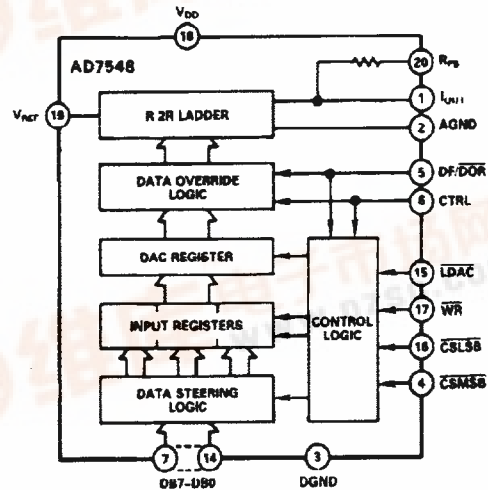 VDD
18
AD7548
20 RFB
VREF 19
R 2R LADDER
1 IOUT
2 AGND
DATA OVERRIDE LOGIC
5 DF/DOR
6 CTRL
DAC REGISTER
15 LDAC
INPUT REGISTERS
CONTROL LOGIC
17 WR
16 CSLSB
DATA STEERING LOGIC
4 CSMSB
7 14 3
DB7-DB0 DGND